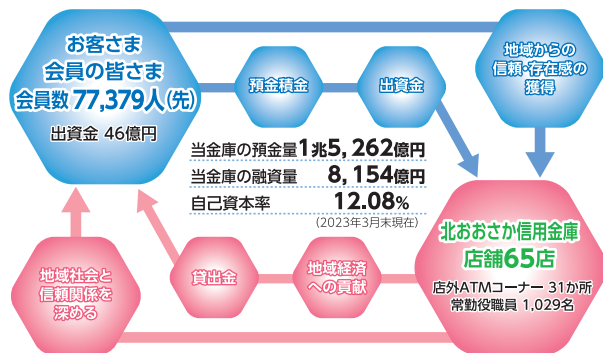 お客さま
会員の皆さま
会員数 77,379人(先)
出資金 46億円
預金積金
出資金
地域からの
信頼・存在感の
獲得
当金庫の預金量 1兆5,262億円
当金庫の融資量 8,154億円
自己資本率 12.08%
(2023年3月末現在)
北おおさか信用金庫
店舗65店
店外ATMコーナー 31か所
常勤役職員 1,029名
地域社会と
信頼関係を
深める
貸出金
地域経済
への貢献